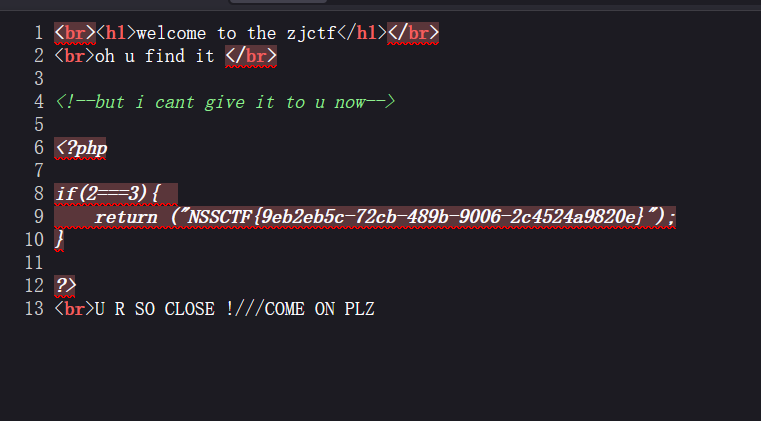 1 <br><h1>welcome to the zjctf</h1></br>
2 <br>oh u find it </br>
3
4 <!--but i cant give it to u now-->
5
6 <?php
7
8 if(2===3){
9     return ("NSSCTF{9eb2eb5c-72cb-489b-9006-2c4524a9820e}");
10 }
11
12 ?>
13 <br>U R SO CLOSE !///COME ON PLZ